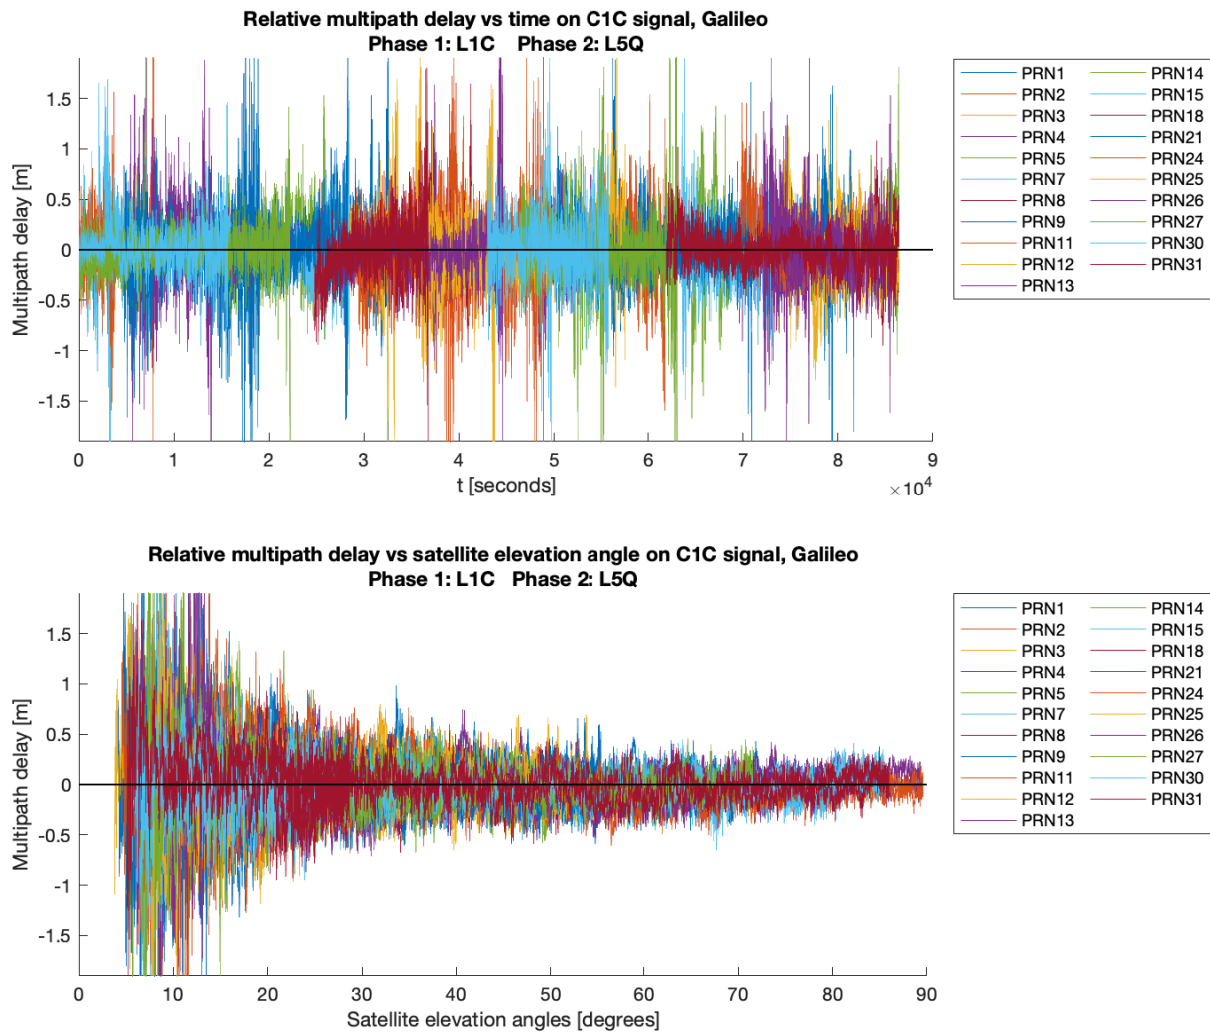 Relative multipath delay vs time on C1C signal, Galileo
Phase 1: L1C    Phase 2: L5Q
Multipath delay [m]
1.5
1
0.5
0
-0.5
-1
-1.5
0 1 2 3 4 5 6 7 8 9
t [seconds]
×10^4
PRN1 PRN14
PRN2 PRN15
PRN3 PRN18
PRN4 PRN21
PRN5 PRN24
PRN7 PRN25
PRN8 PRN26
PRN9 PRN27
PRN11 PRN30
PRN12 PRN31
PRN13
Relative multipath delay vs satellite elevation angle on C1C signal, Galileo
Phase 1: L1C    Phase 2: L5Q
Multipath delay [m]
1.5
1
0.5
0
-0.5
-1
-1.5
0 10 20 30 40 50 60 70 80 90
Satellite elevation angles [degrees]
PRN1 PRN14
PRN2 PRN15
PRN3 PRN18
PRN4 PRN21
PRN5 PRN24
PRN7 PRN25
PRN8 PRN26
PRN9 PRN27
PRN11 PRN30
PRN12 PRN31
PRN13